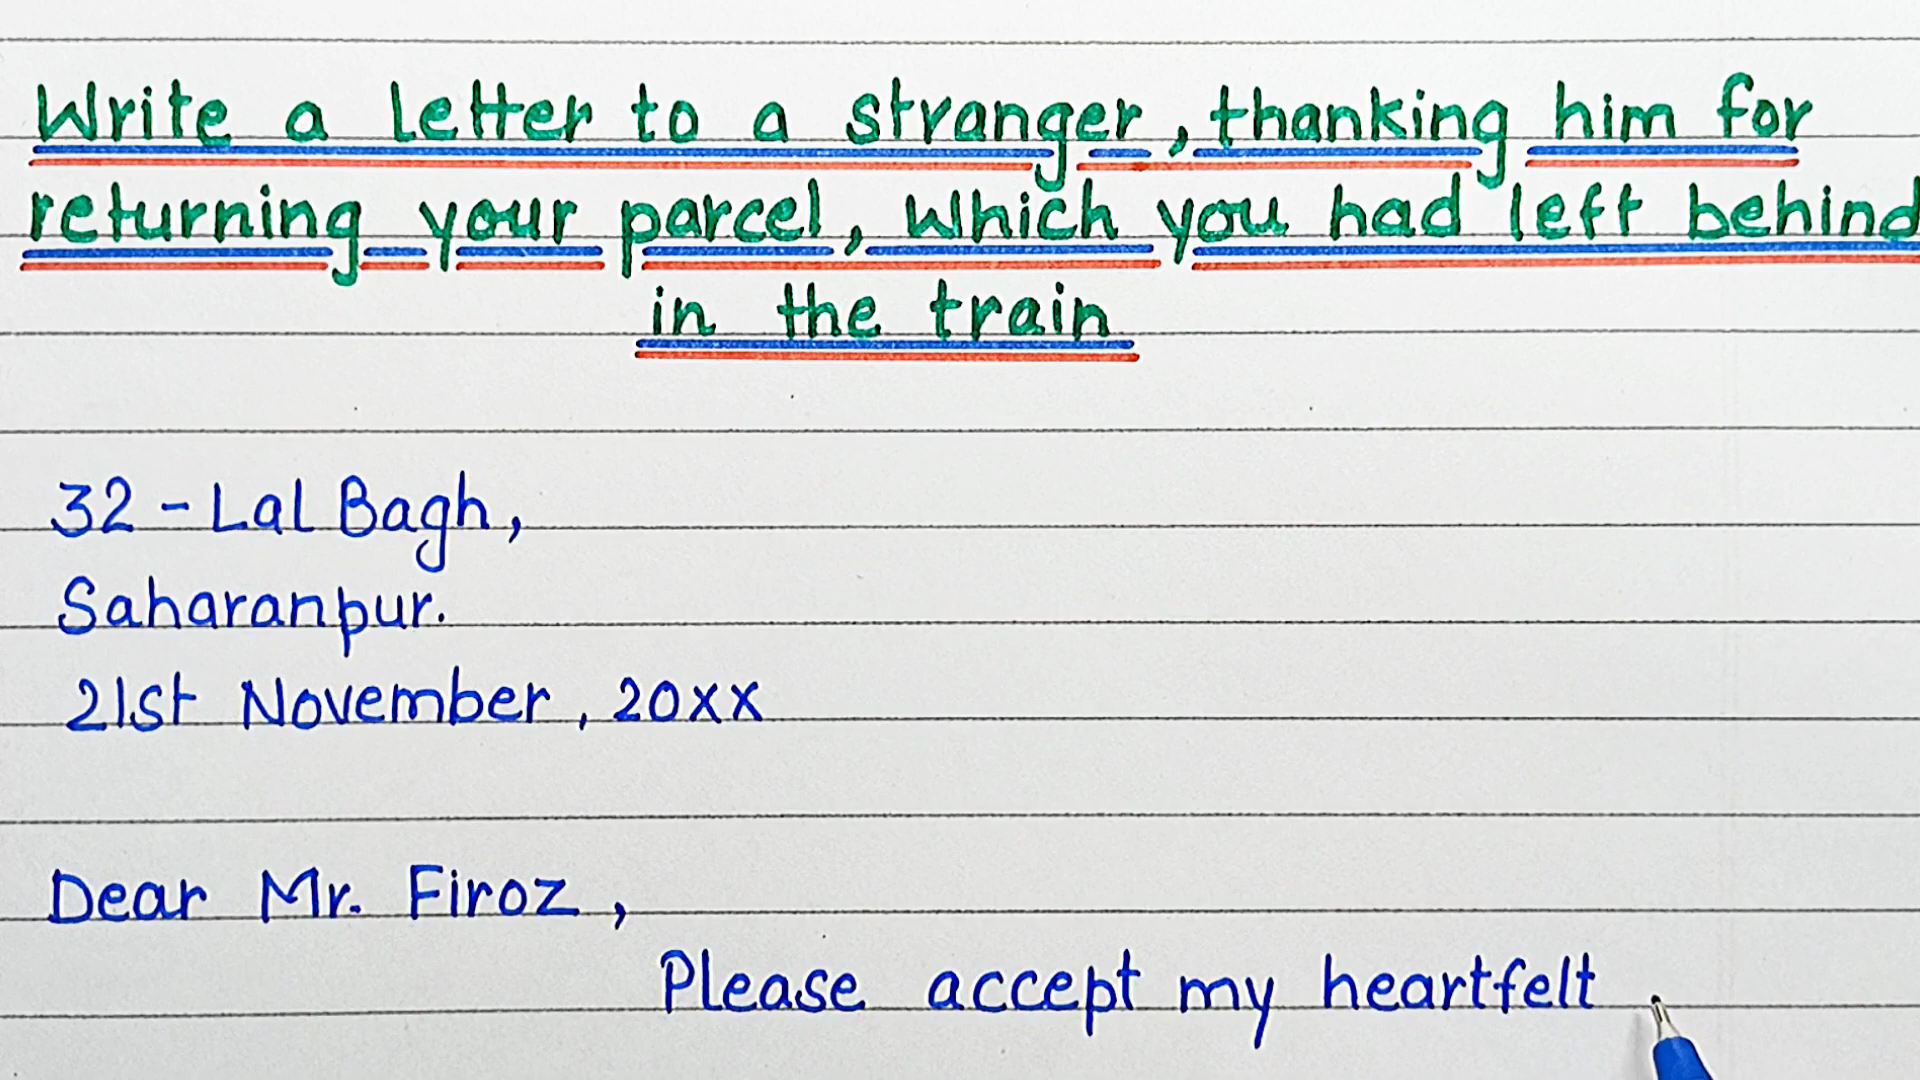 Write a letter to a stranger, thanking him for
returning your parcel, which you had left behind
in the train
32 - Lal Bagh,
Saharanpur.
21st November, 20xx
Dear Mr. Firoz,
Please accept my heartfelt